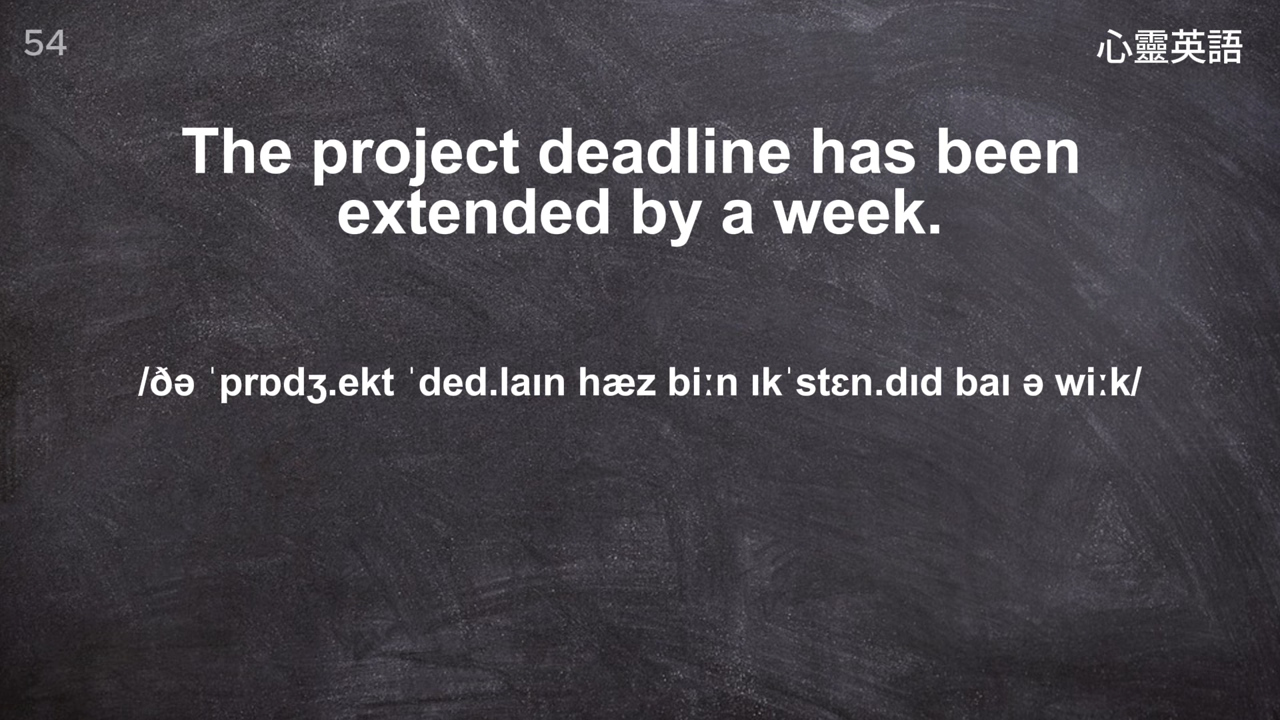 54
心靈英語
The project deadline has been
extended by a week.
/ðə ˈprɒdʒ.ekt ˈded.laɪn hæz biːn ɪkˈstɛn.dɪd baɪ ə wiːk/